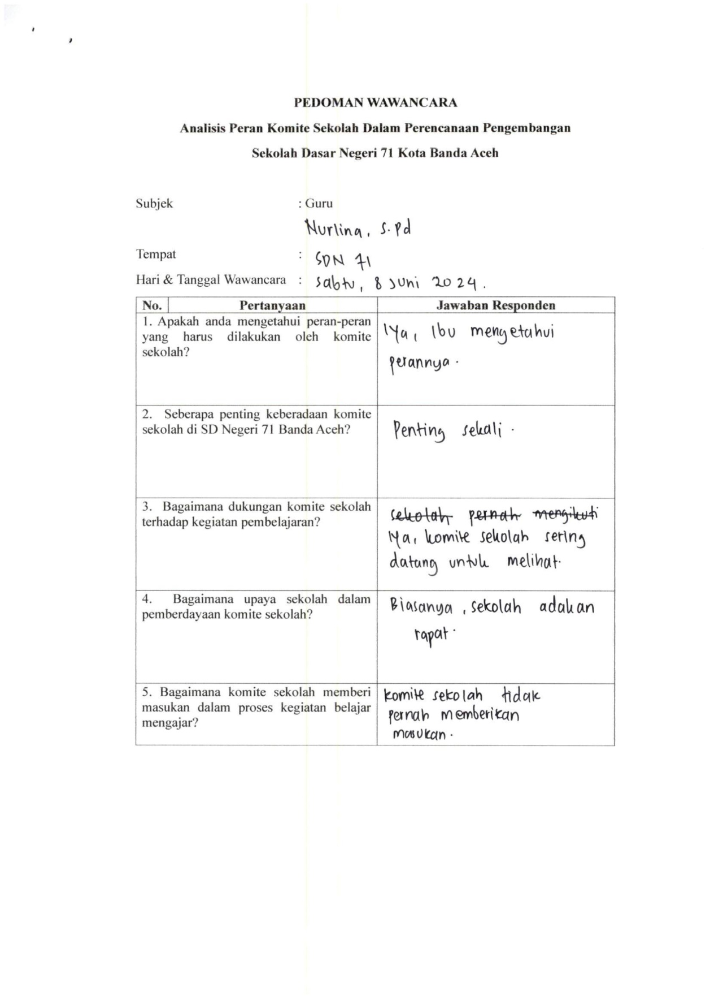 PEDOMAN WAWANCARA
Analisis Peran Komite Sekolah Dalam Perencanaan Pengembangan
Sekolah Dasar Negeri 71 Kota Banda Aceh
Subjek : Guru
Nurlina, S.Pd
Tempat : SDN 71
Hari & Tanggal Wawancara : Sabtu, 8 Juni 2024.
No. Pertanyaan Jawaban Responden
1. Apakah anda mengetahui peran-peran
yang harus dilakukan oleh komite
sekolah?
Iya, Ibu mengetahui
perannya.
2. Seberapa penting keberadaan komite
sekolah di SD Negeri 71 Banda Aceh?
Penting sekali.
3. Bagaimana dukungan komite sekolah
terhadap kegiatan pembelajaran?
sekolah pernah mengikuti
Iya, komite sekolah sering
datang untuk melihat.
4. Bagaimana upaya sekolah dalam
pemberdayaan komite sekolah?
Biasanya, sekolah adakan
rapat.
5. Bagaimana komite sekolah memberi
masukan dalam proses kegiatan belajar
mengajar?
komite sekolah tidak
pernah memberikan
masukan.